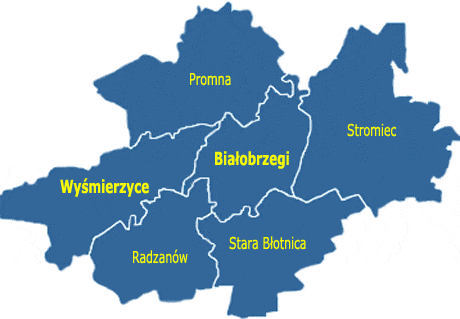 Promna
Stromiec
Białobrzegi
Wyśmierzyce
Stara Błotnica
Radzanów